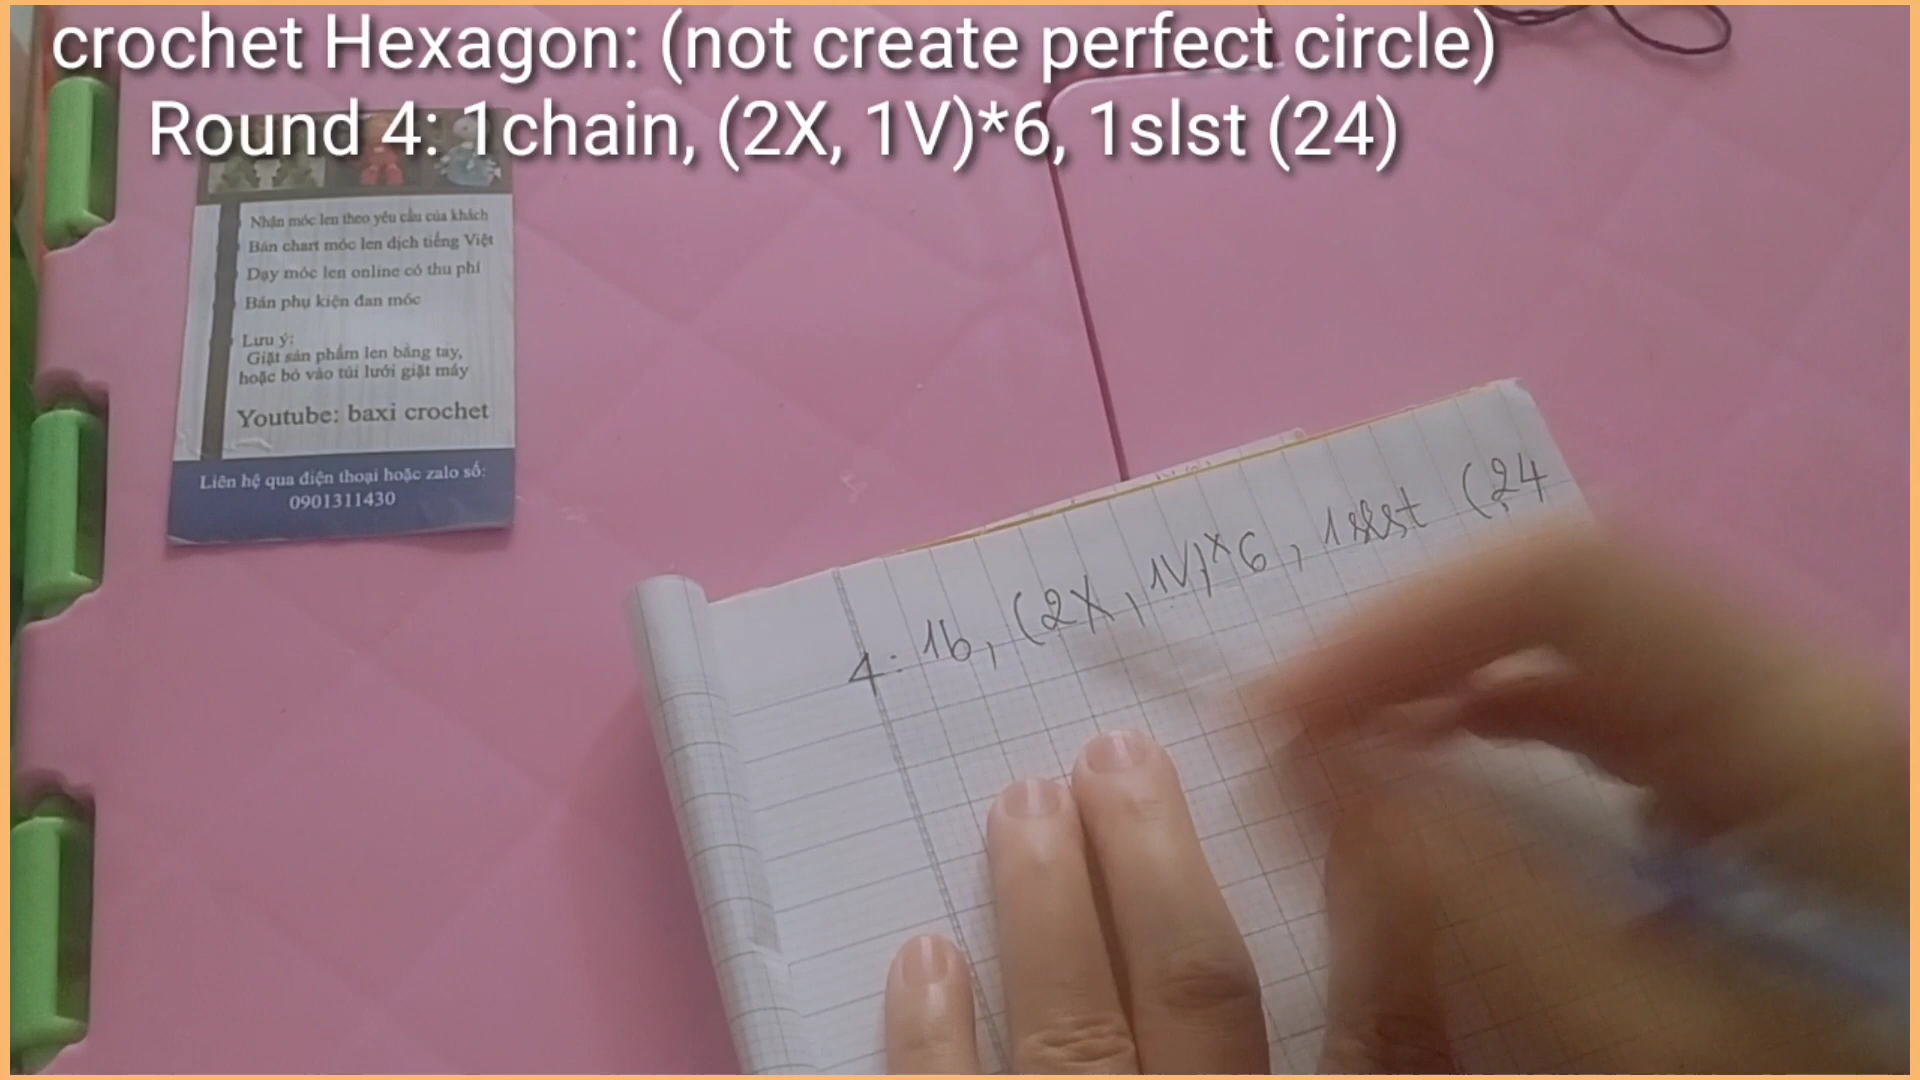 crochet Hexagon: (not create perfect circle)
Round 4: 1chain, (2X, 1V)*6, 1slst (24)
Nhận móc len theo yêu cầu của khách
Bán chart móc len dịch tiếng Việt
Dạy móc len online có thu phí
Bán phụ kiện đan móc
Lưu ý:
Giặt sản phẩm len bằng tay,
hoặc bỏ vào túi lưới giặt máy
Youtube: baxi crochet
Liên hệ qua điện thoại hoặc zalo số:
0901311430
4: 1b, (2X, 1V)*6, 1slst (24